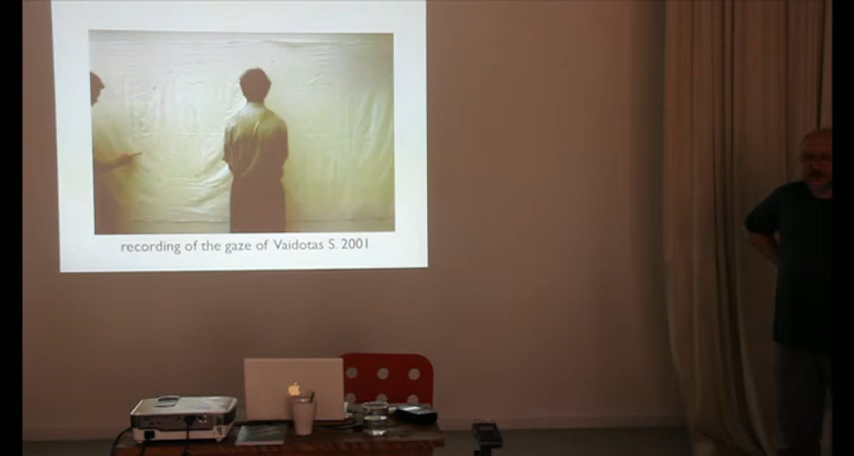 recording of the gaze of Vaidotas S. 2001